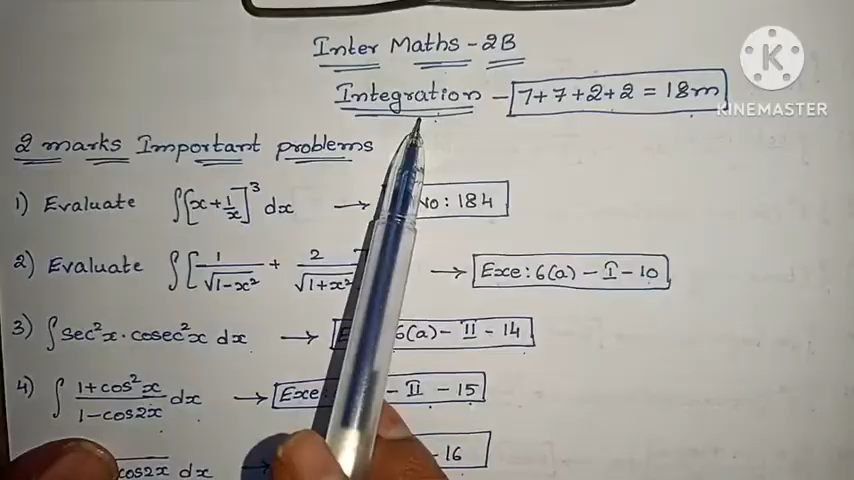 Inter Maths - 2B
Integration - 7+7+2+2 = 18m
KINEMASTER
2 marks Important problems
1) Evaluate ∫[x+1/x]³ dx → No: 184
2) Evaluate ∫[1/√1-x² + 2/√1+x² → Exe: 6(a) - I - 10
3) ∫sec²x·cosec²x dx → 6(a) - II - 14
4) ∫ 1+cos²x/1-cos2x dx → Exe - II - 15
cos2x dx → - 16